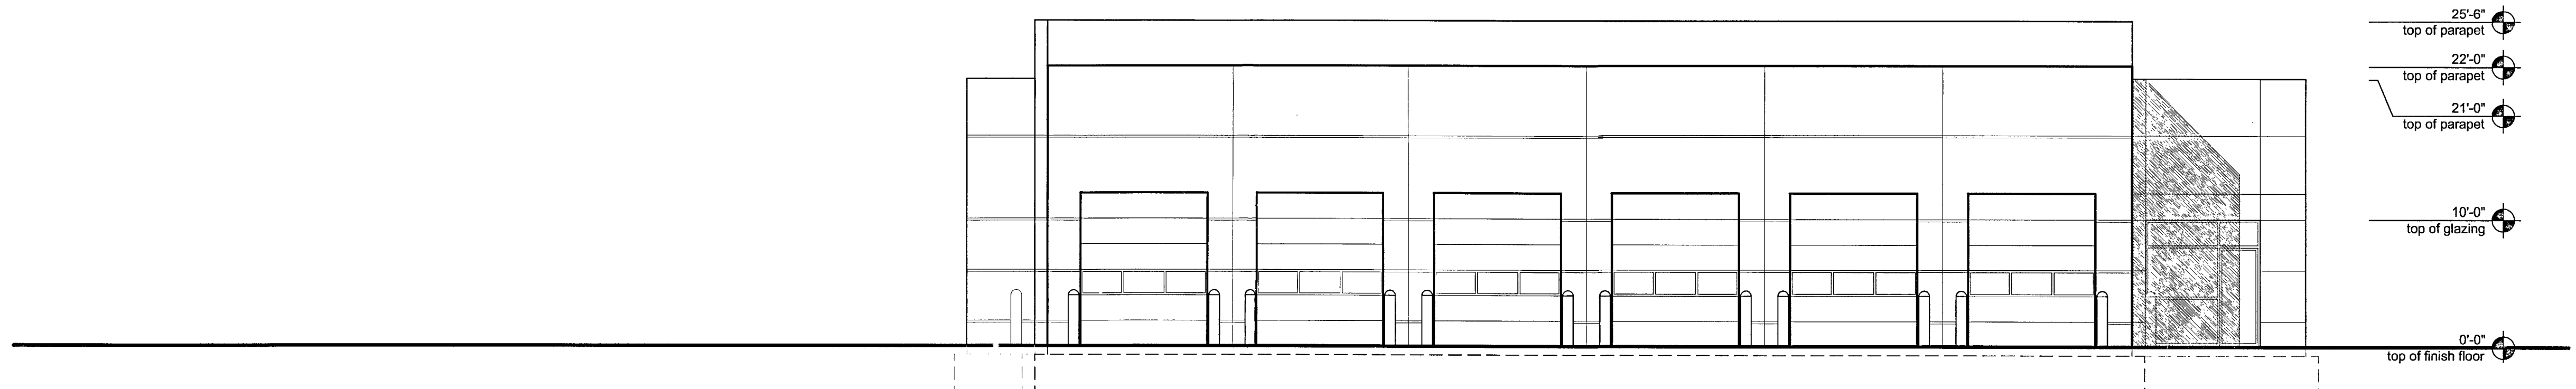 25'-6"
top of parapet
22'-0"
top of parapet
21'-0"
top of parapet
10'-0"
top of glazing
0'-0"
top of finish floor